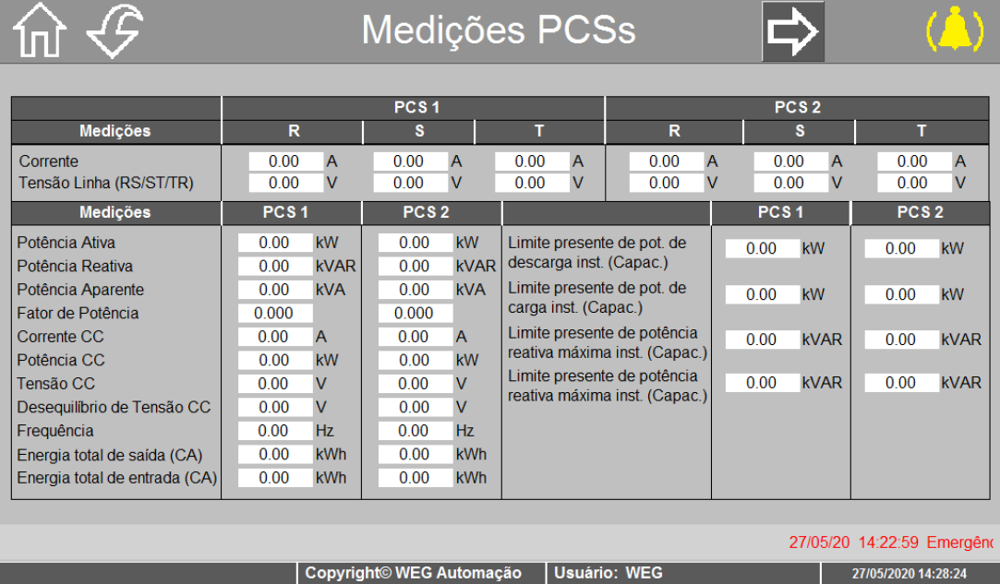 Medições PCSs
PCS 1 PCS 2
Medições R S T R S T
Corrente 0.00 A 0.00 A 0.00 A 0.00 A 0.00 A 0.00 A
Tensão Linha (RS/ST/TR) 0.00 V 0.00 V 0.00 V 0.00 V 0.00 V 0.00 V
Medições PCS 1 PCS 2 PCS 1 PCS 2
Potência Ativa 0.00 kW 0.00 kW
Potência Reativa 0.00 kVAR 0.00 kVAR
Potência Aparente 0.00 kVA 0.00 kVA
Fator de Potência 0.000 0.000
Corrente CC 0.00 A 0.00 A
Potência CC 0.00 kW 0.00 kW
Tensão CC 0.00 V 0.00 V
Desequilíbrio de Tensão CC 0.00 V 0.00 V
Frequência 0.00 Hz 0.00 Hz
Energia total de saída (CA) 0.00 kWh 0.00 kWh
Energia total de entrada (CA) 0.00 kWh 0.00 kWh
Limite presente de pot. de
descarga inst. (Capac.) 0.00 kW 0.00 kW
Limite presente de pot. de
carga inst. (Capac.) 0.00 kW 0.00 kW
Limite presente de potência
reativa máxima inst. (Capac.) 0.00 kVAR 0.00 kVAR
Limite presente de potência
reativa máxima inst. (Capac.) 0.00 kVAR 0.00 kVAR
27/05/20 14:22:59 Emergênc
Copyright© WEG Automação Usuário: WEG 27/05/2020 14:28:24